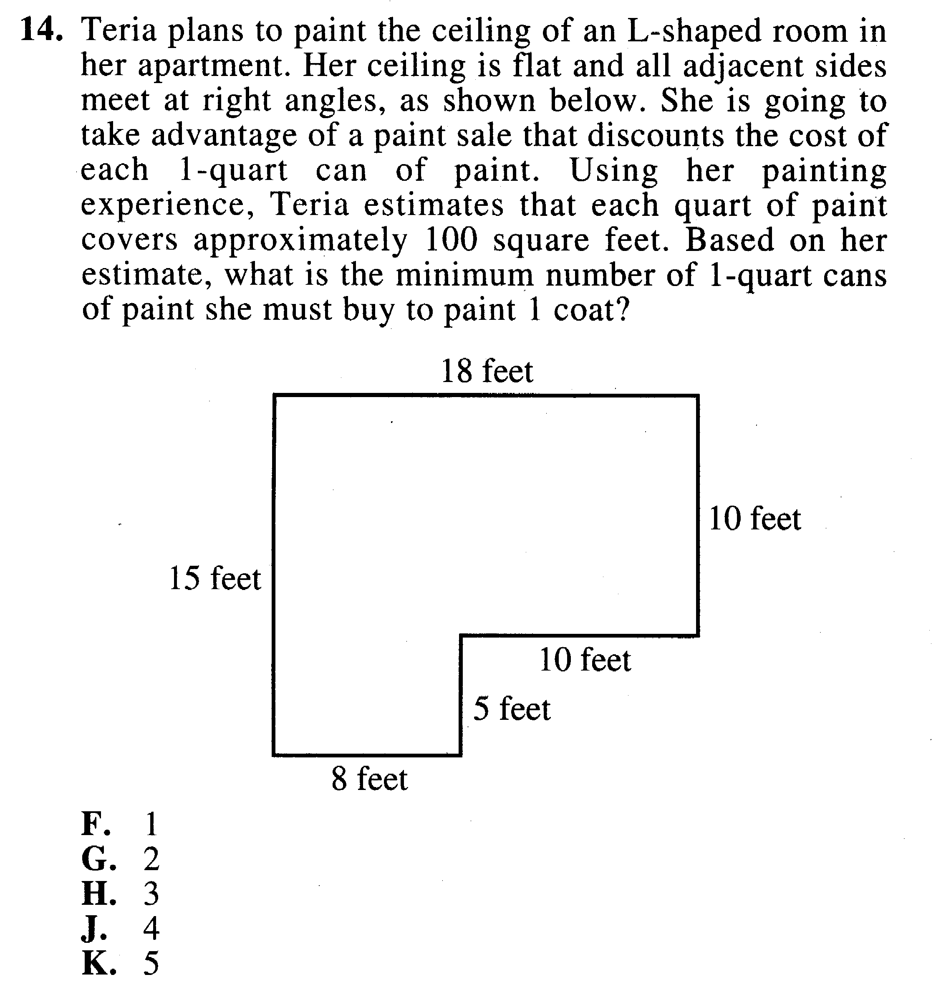 14. Teria plans to paint the ceiling of an L-shaped room in
her apartment. Her ceiling is flat and all adjacent sides
meet at right angles, as shown below. She is going to
take advantage of a paint sale that discounts the cost of
each 1-quart can of paint. Using her painting
experience, Teria estimates that each quart of paint
covers approximately 100 square feet. Based on her
estimate, what is the minimum number of 1-quart cans
of paint she must buy to paint 1 coat?
18 feet
10 feet
15 feet
10 feet
5 feet
8 feet
F. 1
G. 2
H. 3
J. 4
K. 5